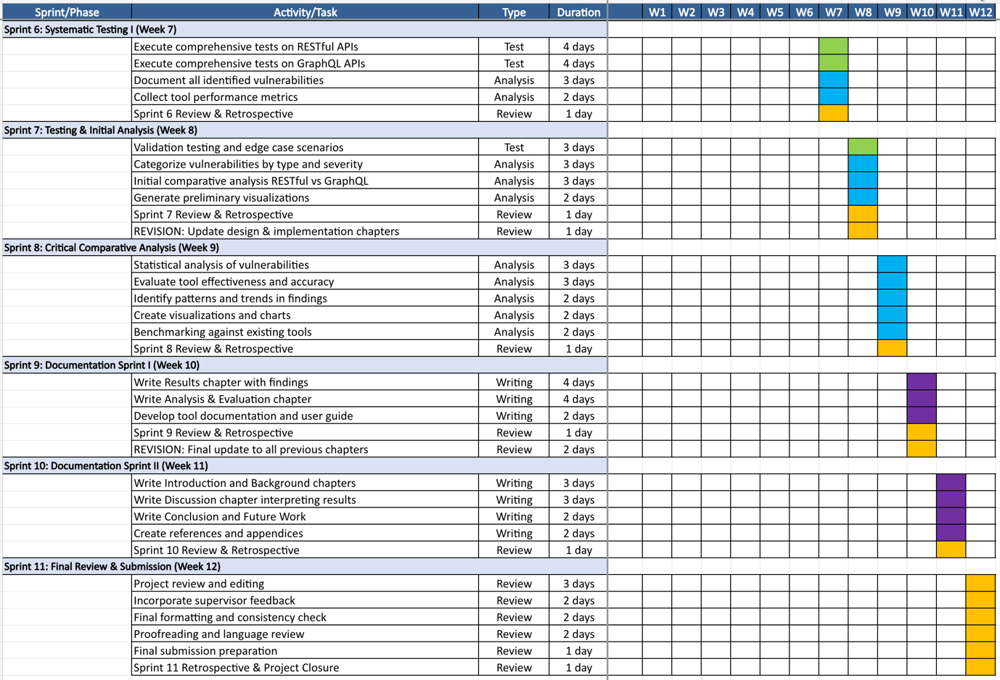 Sprint/Phase Activity/Task Type Duration W1 W2 W3 W4 W5 W6 W7 W8 W9 W10 W11 W12
Sprint 6: Systematic Testing I (Week 7)
Execute comprehensive tests on RESTful APIs Test 4 days
Execute comprehensive tests on GraphQL APIs Test 4 days
Document all identified vulnerabilities Analysis 3 days
Collect tool performance metrics Analysis 2 days
Sprint 6 Review & Retrospective Review 1 day
Sprint 7: Testing & Initial Analysis (Week 8)
Validation testing and edge case scenarios Test 3 days
Categorize vulnerabilities by type and severity Analysis 3 days
Initial comparative analysis RESTful vs GraphQL Analysis 3 days
Generate preliminary visualizations Analysis 2 days
Sprint 7 Review & Retrospective Review 1 day
REVISION: Update design & implementation chapters Review 1 day
Sprint 8: Critical Comparative Analysis (Week 9)
Statistical analysis of vulnerabilities Analysis 3 days
Evaluate tool effectiveness and accuracy Analysis 3 days
Identify patterns and trends in findings Analysis 2 days
Create visualizations and charts Analysis 2 days
Benchmarking against existing tools Analysis 2 days
Sprint 8 Review & Retrospective Review 1 day
Sprint 9: Documentation Sprint I (Week 10)
Write Results chapter with findings Writing 4 days
Write Analysis & Evaluation chapter Writing 4 days
Develop tool documentation and user guide Writing 2 days
Sprint 9 Review & Retrospective Review 1 day
REVISION: Final update to all previous chapters Review 2 days
Sprint 10: Documentation Sprint II (Week 11)
Write Introduction and Background chapters Writing 3 days
Write Discussion chapter interpreting results Writing 3 days
Write Conclusion and Future Work Writing 2 days
Create references and appendices Writing 2 days
Sprint 10 Review & Retrospective Review 1 day
Sprint 11: Final Review & Submission (Week 12)
Project review and editing Review 3 days
Incorporate supervisor feedback Review 2 days
Final formatting and consistency check Review 2 days
Proofreading and language review Review 2 days
Final submission preparation Review 1 day
Sprint 11 Retrospective & Project Closure Review 1 day